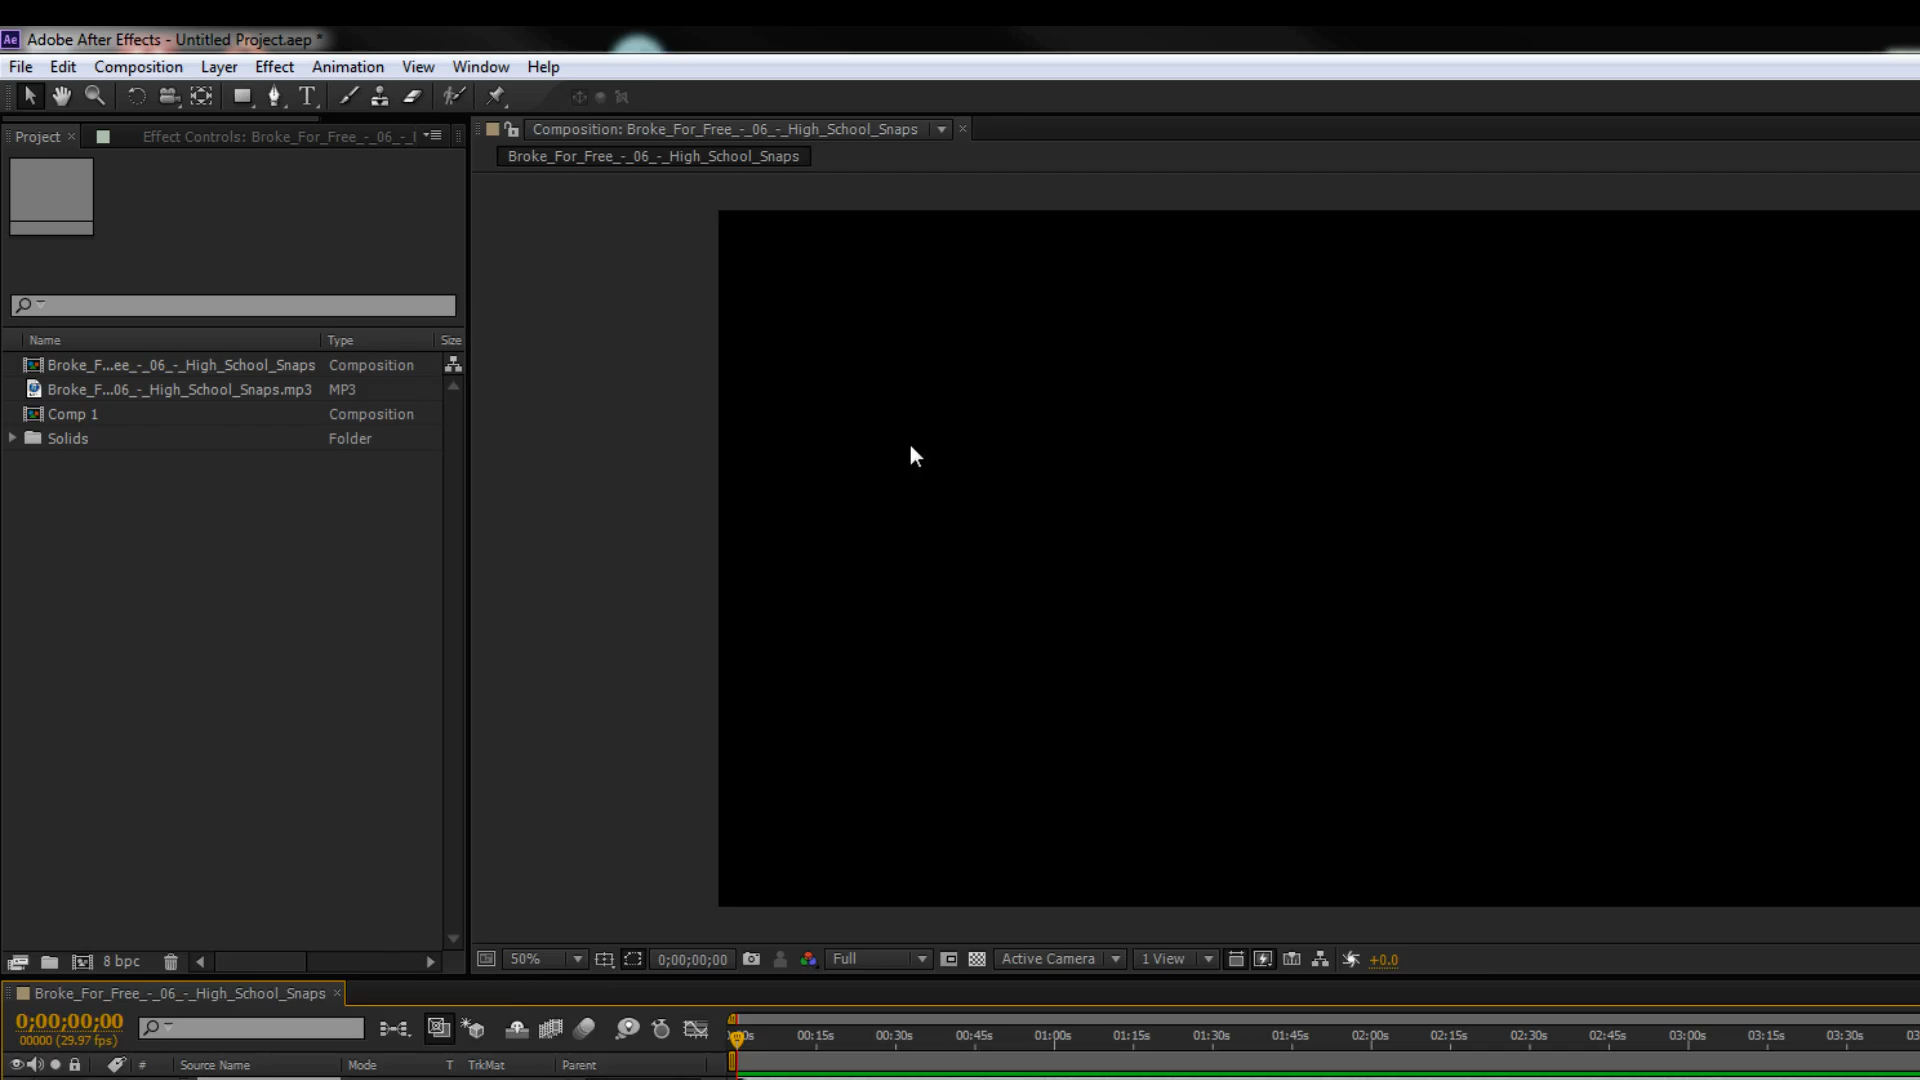 Ae Adobe After Effects - Untitled Project.aep *
File Edit Composition Layer Effect Animation View Window Help
Project × Effect Controls: Broke_For_Free_-_06_-_
Composition: Broke_For_Free_-_06_-_High_School_Snaps ×
Broke_For_Free_-_06_-_High_School_Snaps
Name Type Size
Broke_F...ee_-_06_-_High_School_Snaps Composition
Broke_F...06_-_High_School_Snaps.mp3 MP3
Comp 1 Composition
Solids Folder
8 bpc
50% 0;00;00;00 Full Active Camera 1 View +0.0
Broke_For_Free_-_06_-_High_School_Snaps ×
0;00;00;00
00000 (29.97 fps)
00:15s 00:30s 00:45s 01:00s 01:15s 01:30s 01:45s 02:00s 02:15s 02:30s 02:45s 03:00s 03:15s 03:30s
# Source Name Mode T TrkMat Parent